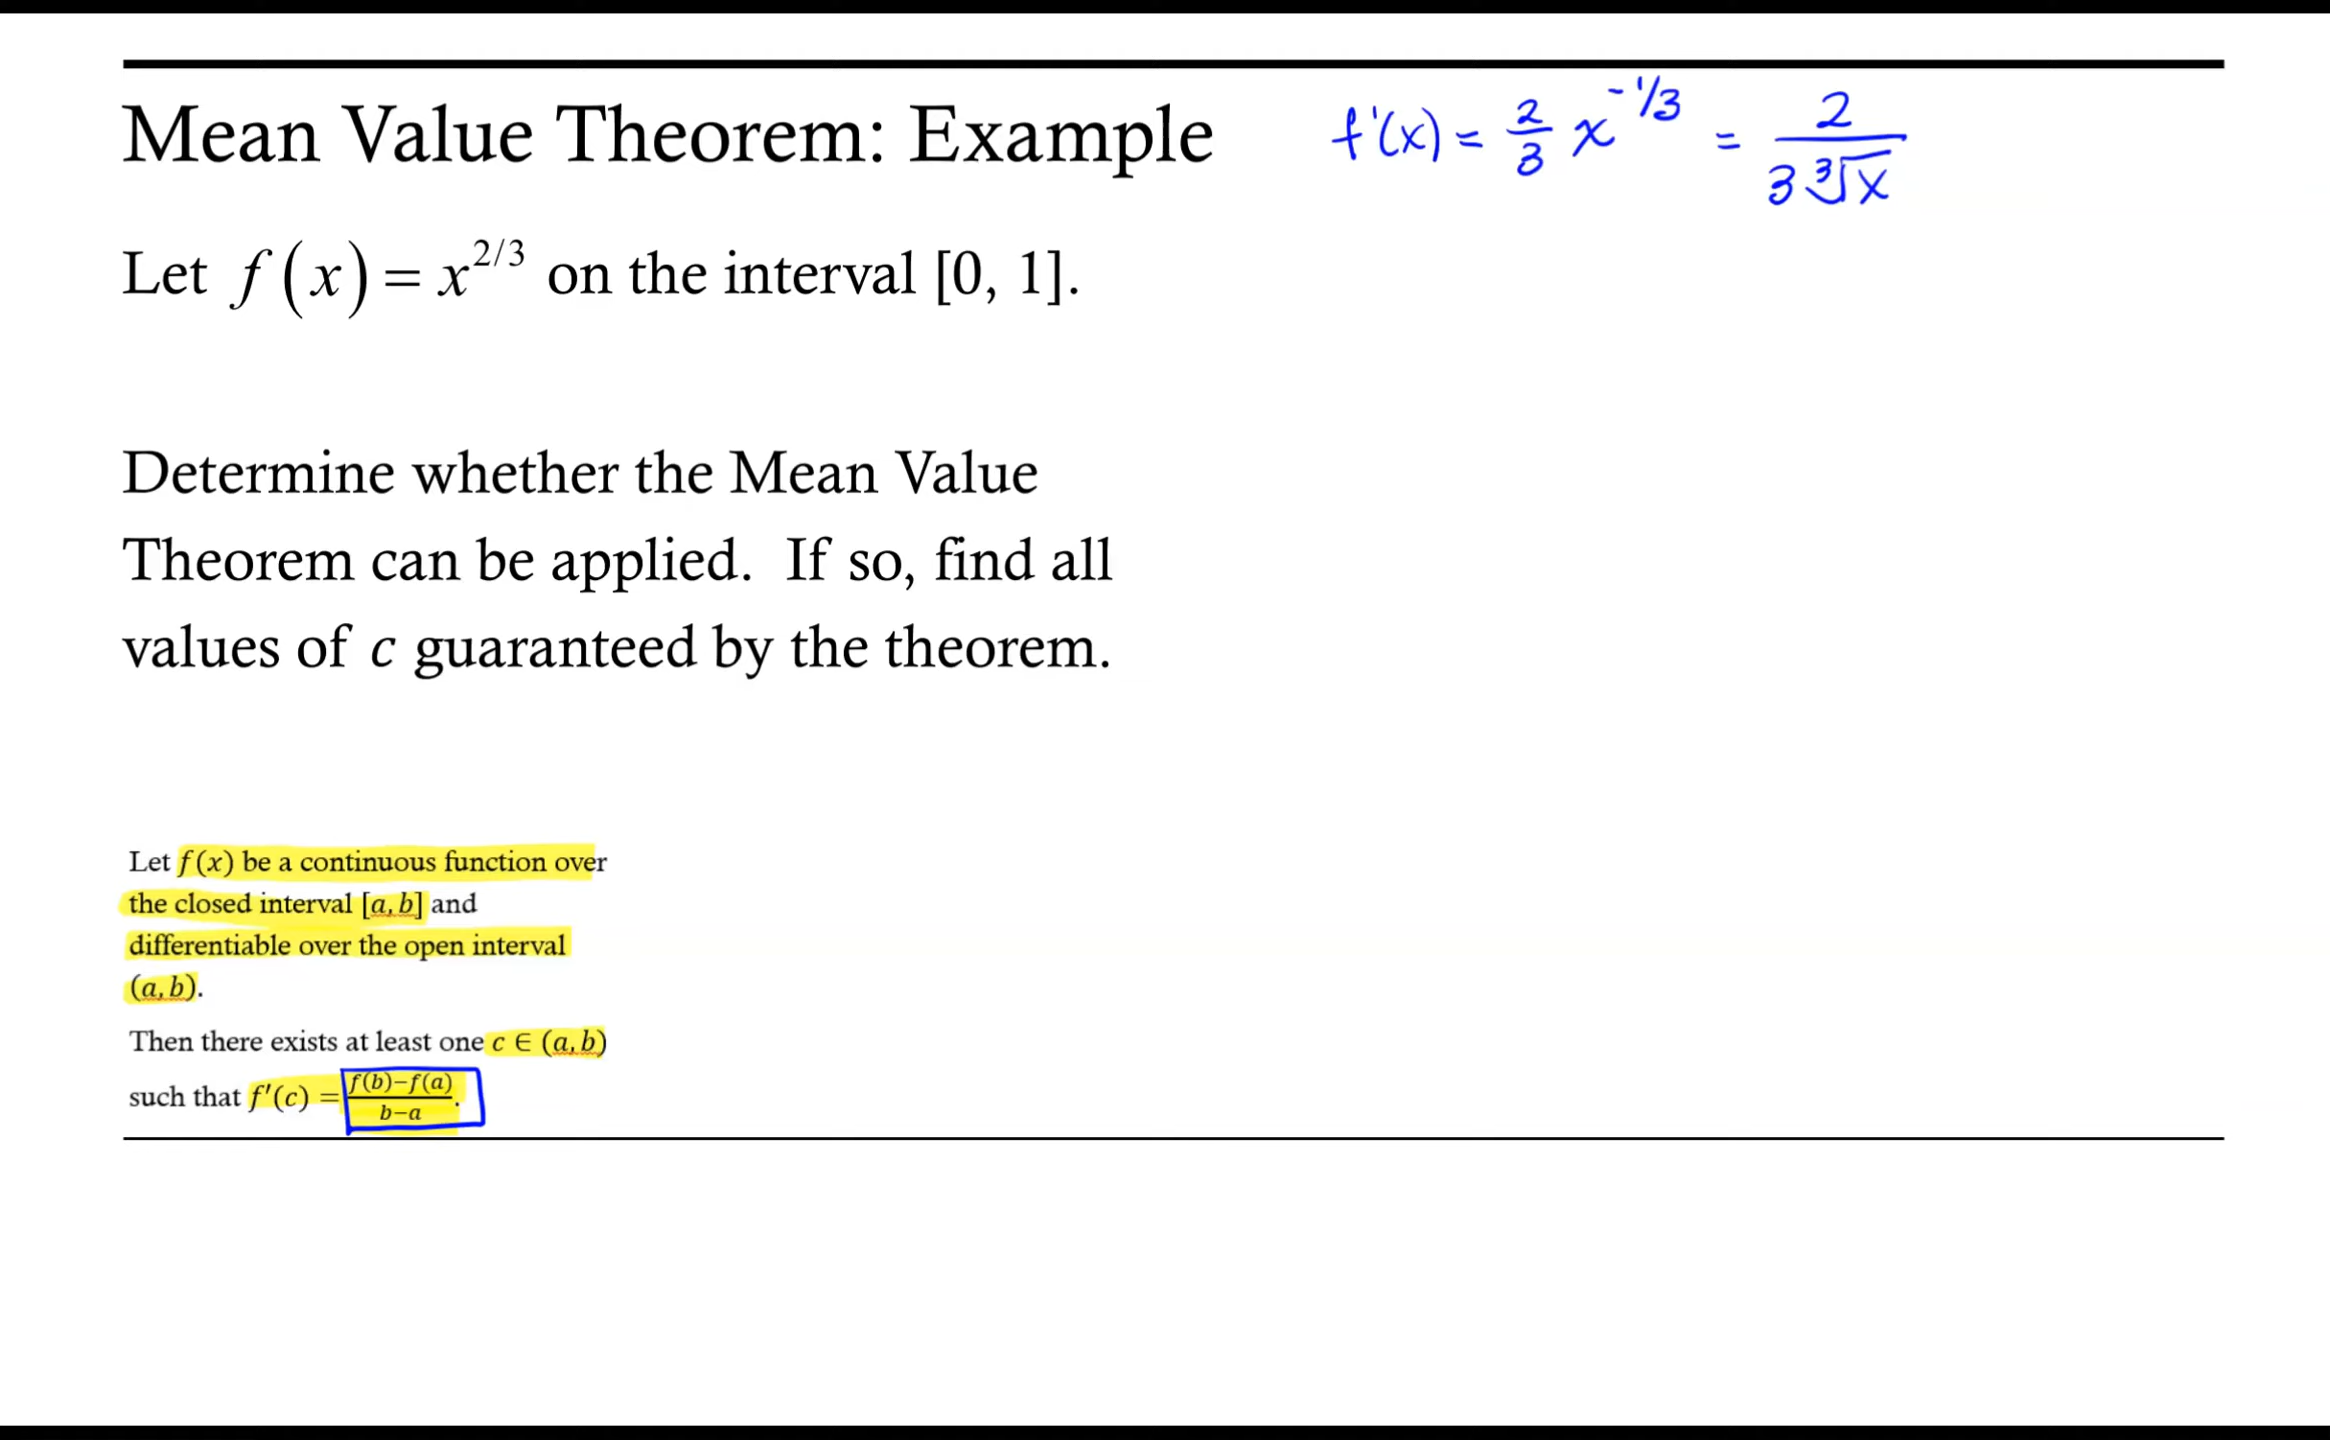 Mean Value Theorem: Example
f'(x) = 2/3 x^-1/3 = 2/(3∛x)
Let f(x) = x^2/3 on the interval [0, 1].
Determine whether the Mean Value
Theorem can be applied. If so, find all
values of c guaranteed by the theorem.
Let f(x) be a continuous function over
the closed interval [a, b] and
differentiable over the open interval
(a, b).
Then there exists at least one c ∈ (a, b)
such that f'(c) = (f(b)−f(a))/(b−a).